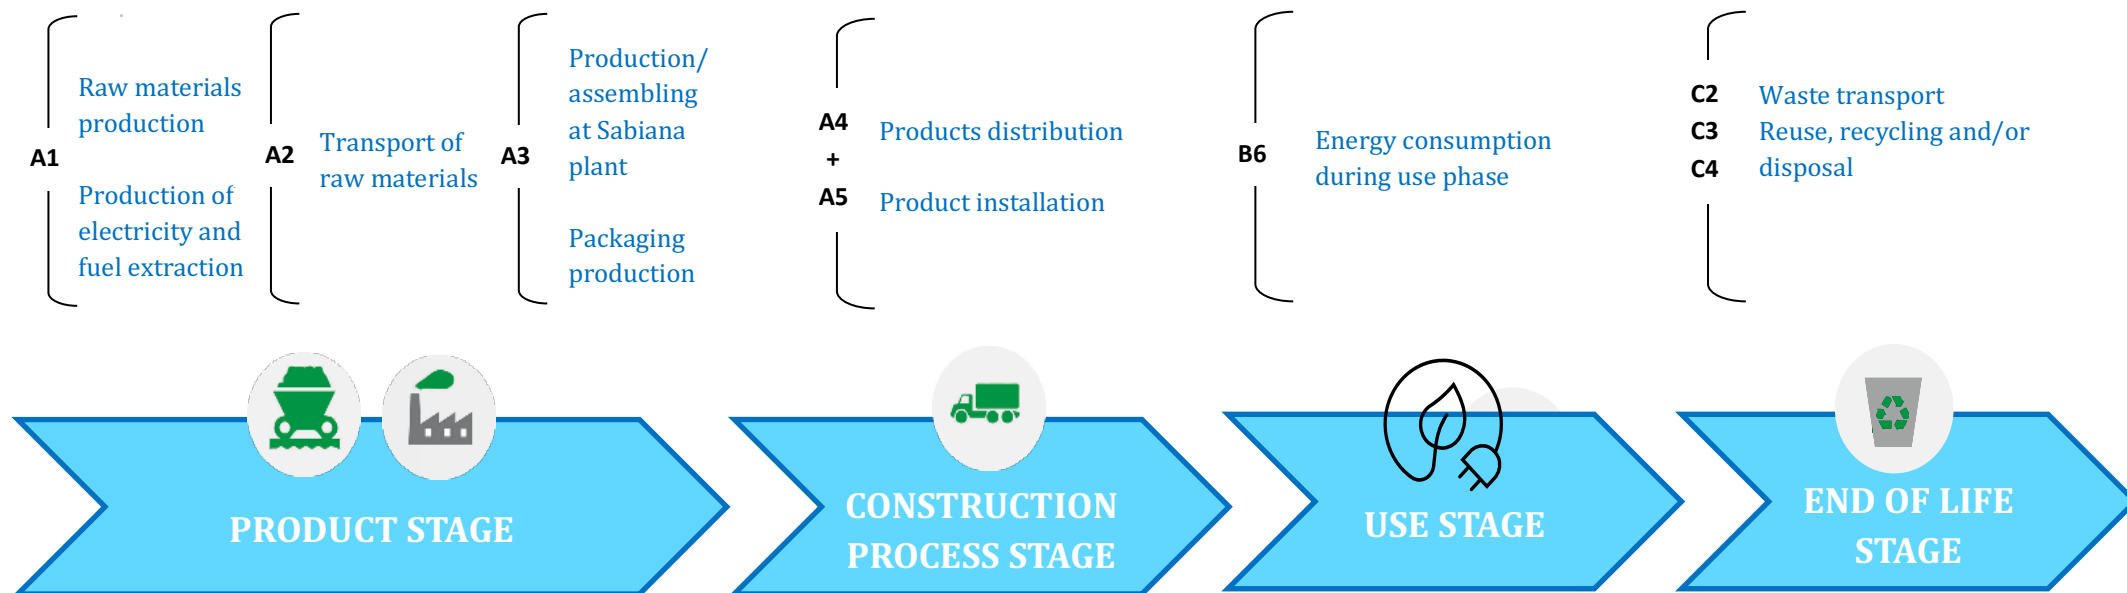 A1
Raw materials
production
Production of
electricity and
fuel extraction
A2
Transport of
raw materials
A3
Production/
assembling
at Sabiana
plant
Packaging
production
A4
+
A5
Products distribution
Product installation
B6
Energy consumption
during use phase
C2
C3
C4
Waste transport
Reuse, recycling and/or
disposal
PRODUCT STAGE
CONSTRUCTION
PROCESS STAGE
USE STAGE
END OF LIFE
STAGE